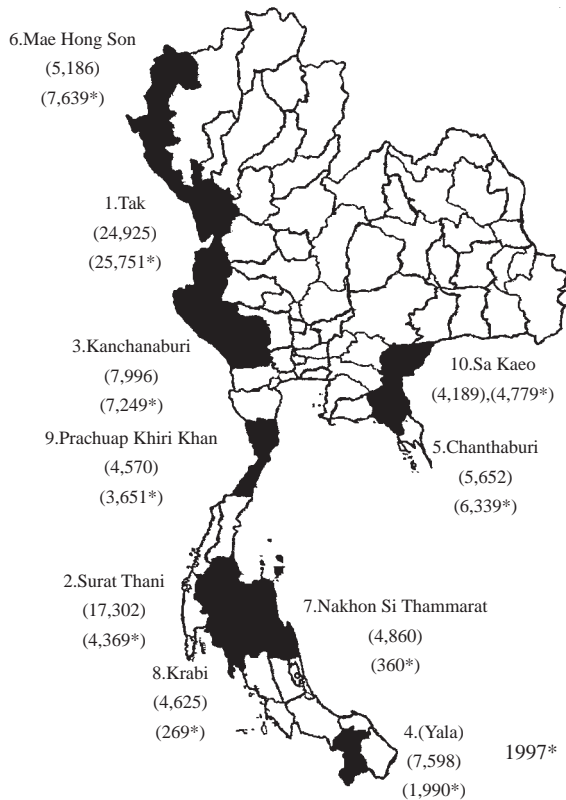 6.Mae Hong Son
(5,186)
(7,639*)
1.Tak
(24,925)
(25,751*)
3.Kanchanaburi
(7,996)
(7,249*)
10.Sa Kaeo
(4,189),(4,779*)
9.Prachuap Khiri Khan
(4,570)
(3,651*)
5.Chanthaburi
(5,652)
(6,339*)
2.Surat Thani
(17,302)
(4,369*)
7.Nakhon Si Thammarat
(4,860)
(360*)
8.Krabi
(4,625)
(269*)
4.(Yala)
(7,598)
(1,990*)
1997*